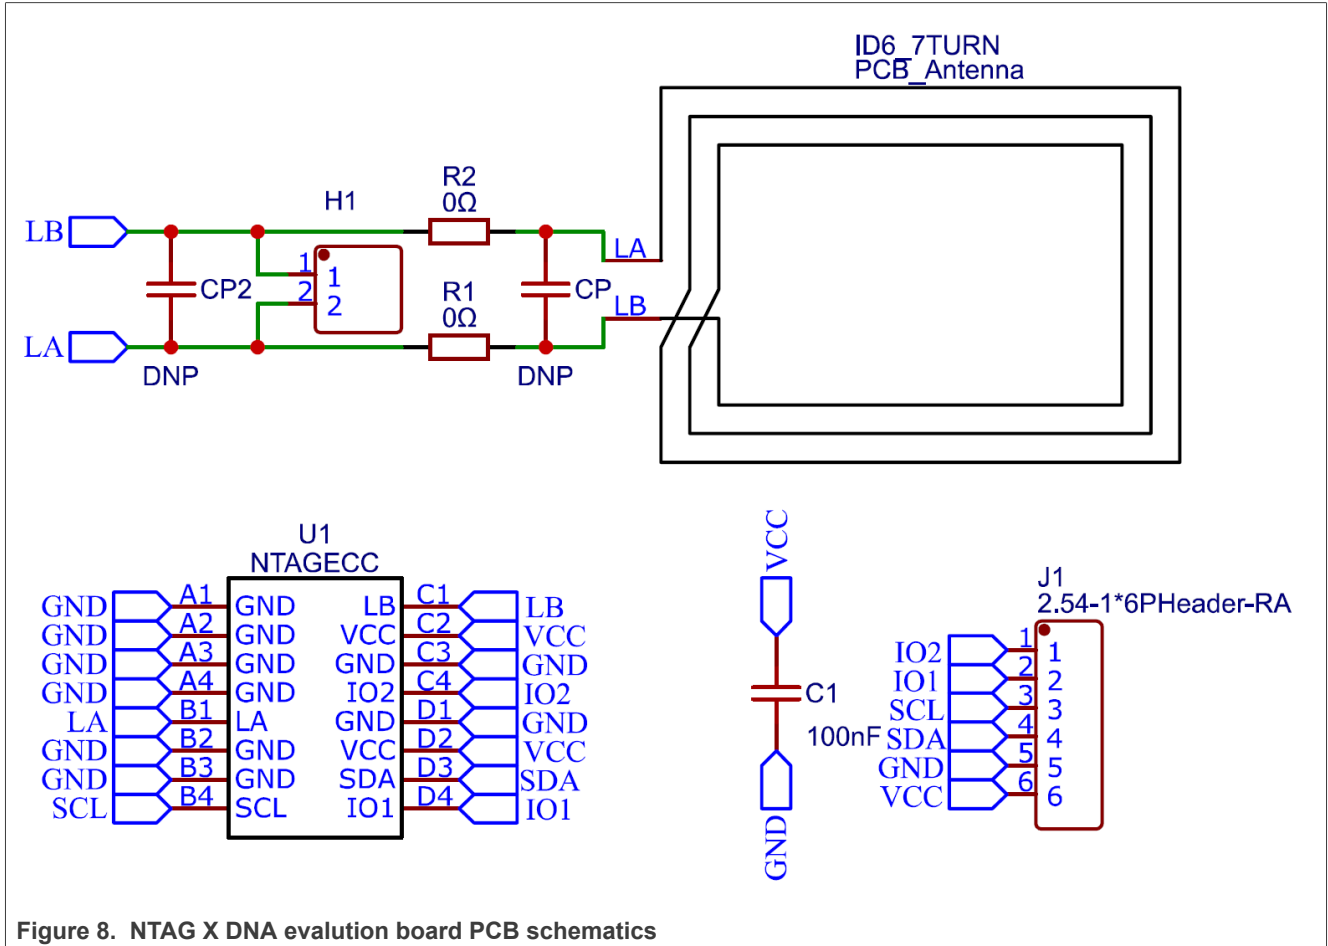 ID6_7TURN
PCB_Antenna
R2
0Ω
H1
LB
LA
1
1
2
2
CP2
CP
R1
0Ω
LB
LA
DNP
DNP
U1
NTAGECC
GND A1 GND LB C1 LB
GND A2 GND VCC C2 VCC
GND A3 GND GND C3 GND
GND A4 GND IO2 C4 IO2
LA B1 LA GND D1 GND
GND B2 GND VCC D2 VCC
GND B3 GND SDA D3 SDA
SCL B4 SCL IO1 D4 IO1
VCC
C1
100nF
GND
J1
2.54-1*6PHeader-RA
IO2 1 1
IO1 2 2
SCL 3 3
SDA 4 4
GND 5 5
VCC 6 6
Figure 8. NTAG X DNA evalution board PCB schematics